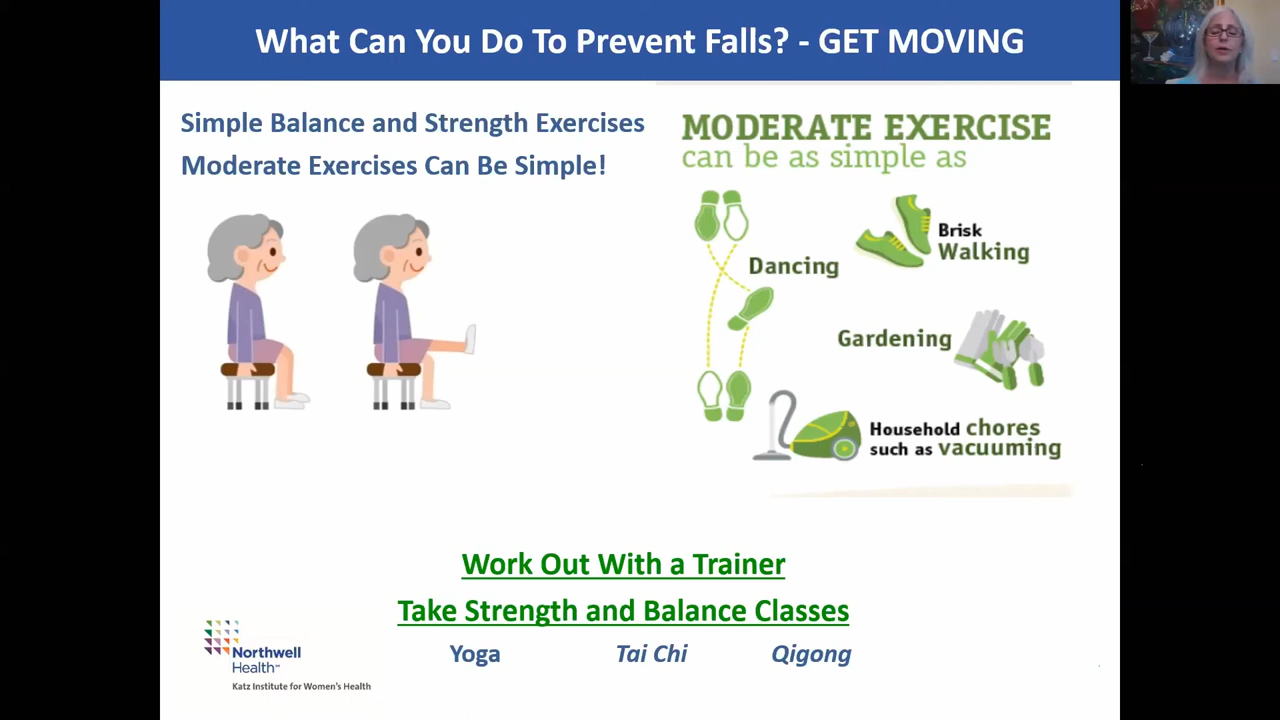 What Can You Do To Prevent Falls? - GET MOVING
Simple Balance and Strength Exercises
Moderate Exercises Can Be Simple!
MODERATE EXERCISE
can be as simple as
Dancing
Brisk
Walking
Gardening
Household chores
such as vacuuming
Work Out With a Trainer
Take Strength and Balance Classes
Yoga Tai Chi Qigong
Northwell
Health℠
Katz Institute for Women's Health